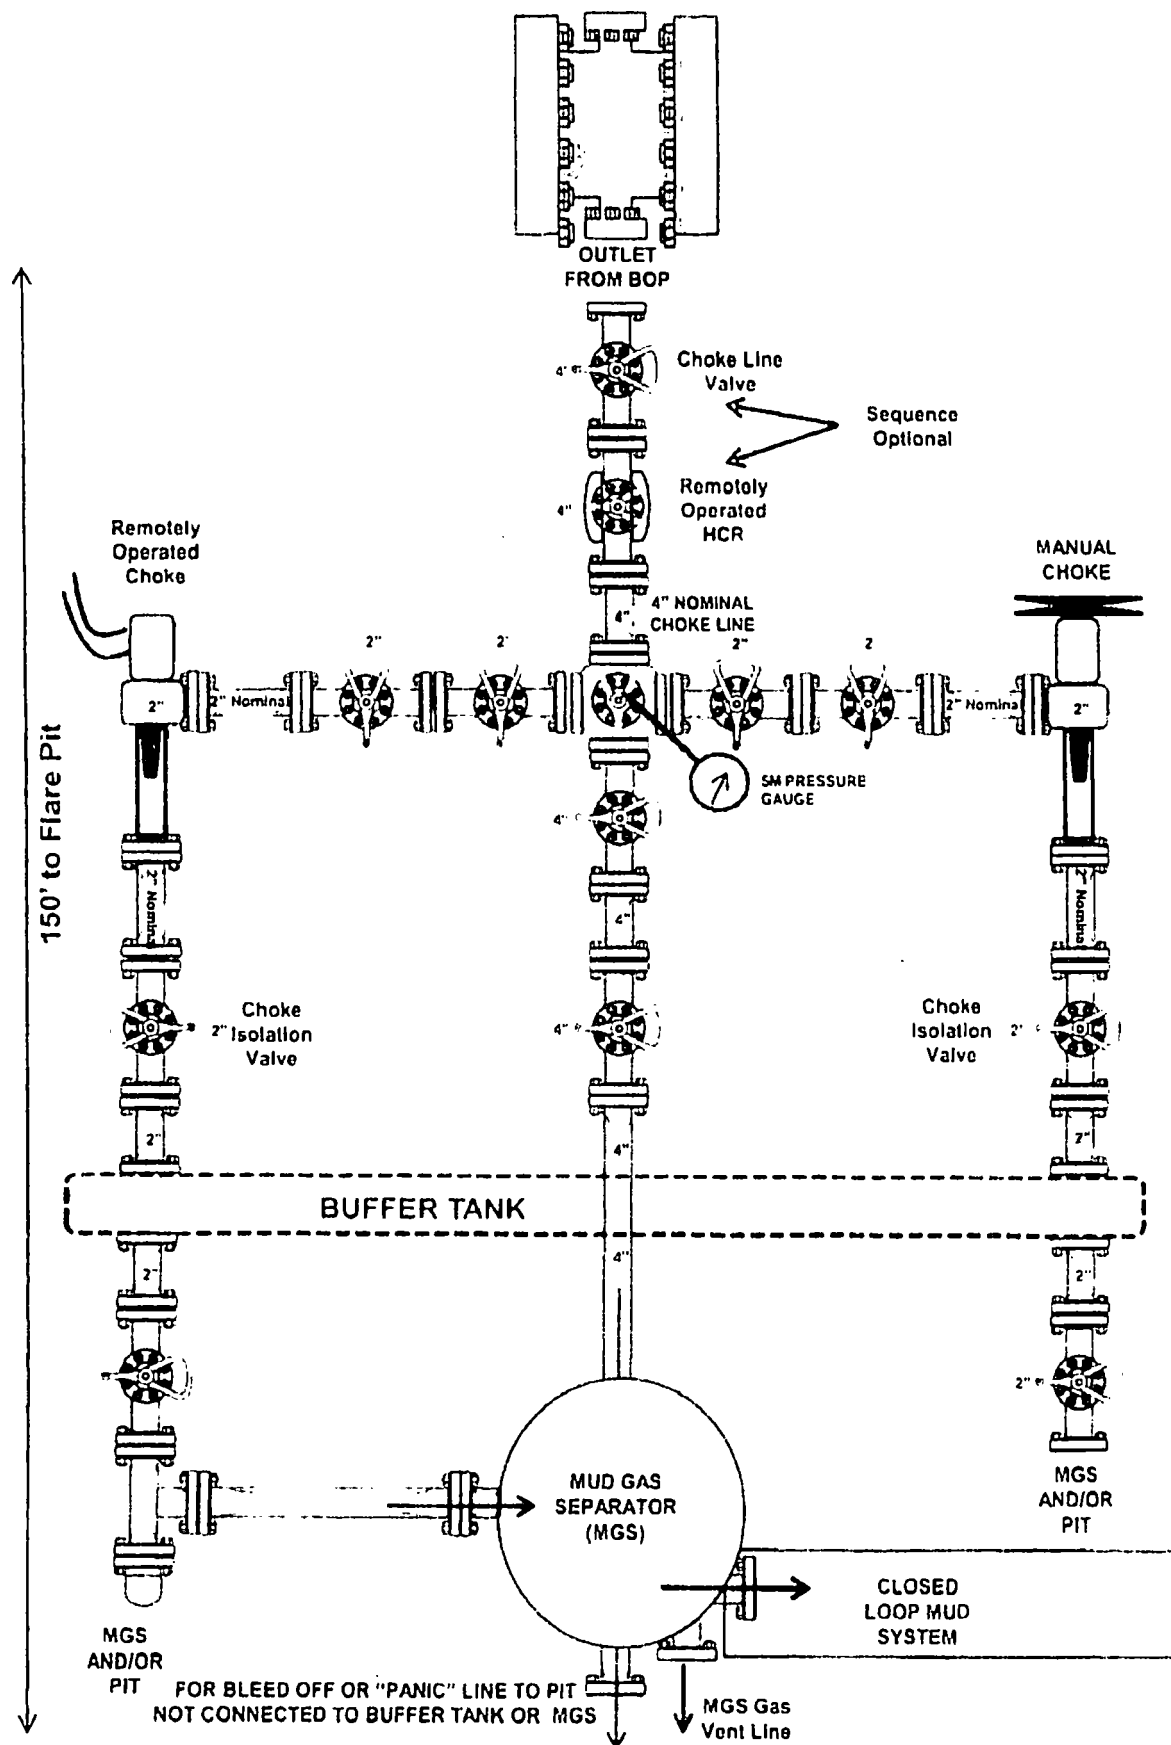 OUTLET
FROM BOP
4"
Choke Line
Valve
Sequence
Optional
4"
Remotely
Operated
HCR
Remotely
Operated
Choke
MANUAL
CHOKE
4"
4" NOMINAL
CHOKE LINE
2"
2'
2"
2
2"
2" Nominal
2" Nominal
2"
5M PRESSURE
GAUGE
4"
150' to Flare Pit
2" Nominal
4"
2" Nominal
2"
Choke
Isolation
Valve
4"
Choke
Isolation
Valve
2"
2"
4"
2"
BUFFER TANK
2"
4"
2"
2"
MUD GAS
SEPARATOR
(MGS)
MGS
AND/OR
PIT
CLOSED
LOOP MUD
SYSTEM
MGS
AND/OR
PIT
FOR BLEED OFF OR "PANIC" LINE TO PIT
NOT CONNECTED TO BUFFER TANK OR MGS
MGS Gas
Vent Line